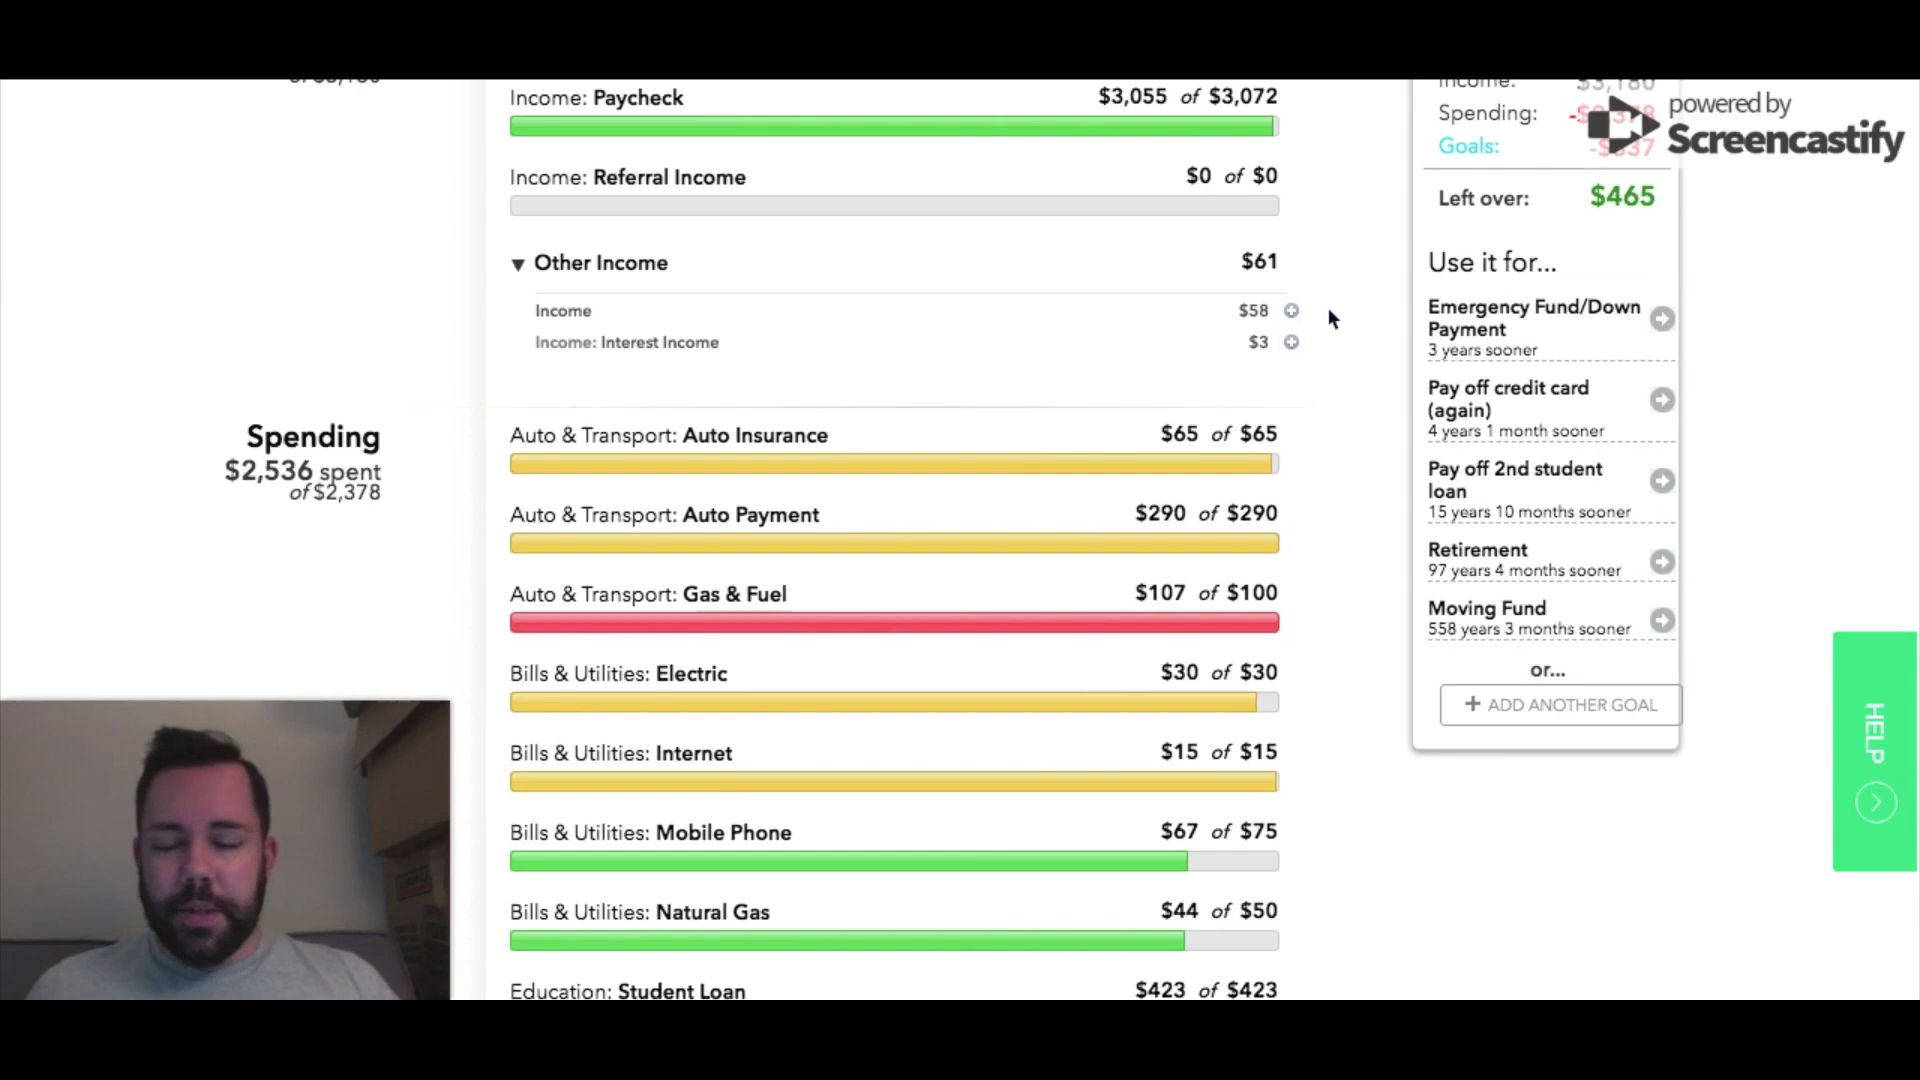 Income: Paycheck $3,055 of $3,072
Income: Referral Income $0 of $0
▼ Other Income $61
Income $58
Income: Interest Income $3
Spending
$2,536 spent
of $2,378
Auto & Transport: Auto Insurance $65 of $65
Auto & Transport: Auto Payment $290 of $290
Auto & Transport: Gas & Fuel $107 of $100
Bills & Utilities: Electric $30 of $30
Bills & Utilities: Internet $15 of $15
Bills & Utilities: Mobile Phone $67 of $75
Bills & Utilities: Natural Gas $44 of $50
Education: Student Loan $423 of $423
Income: $3,180
Spending:
Goals:
Left over: $465
Use it for...
Emergency Fund/Down
Payment
3 years sooner
Pay off credit card
(again)
4 years 1 month sooner
Pay off 2nd student
loan
15 years 10 months sooner
Retirement
97 years 4 months sooner
Moving Fund
558 years 3 months sooner
or...
+ ADD ANOTHER GOAL
powered by
Screencastify
HELP